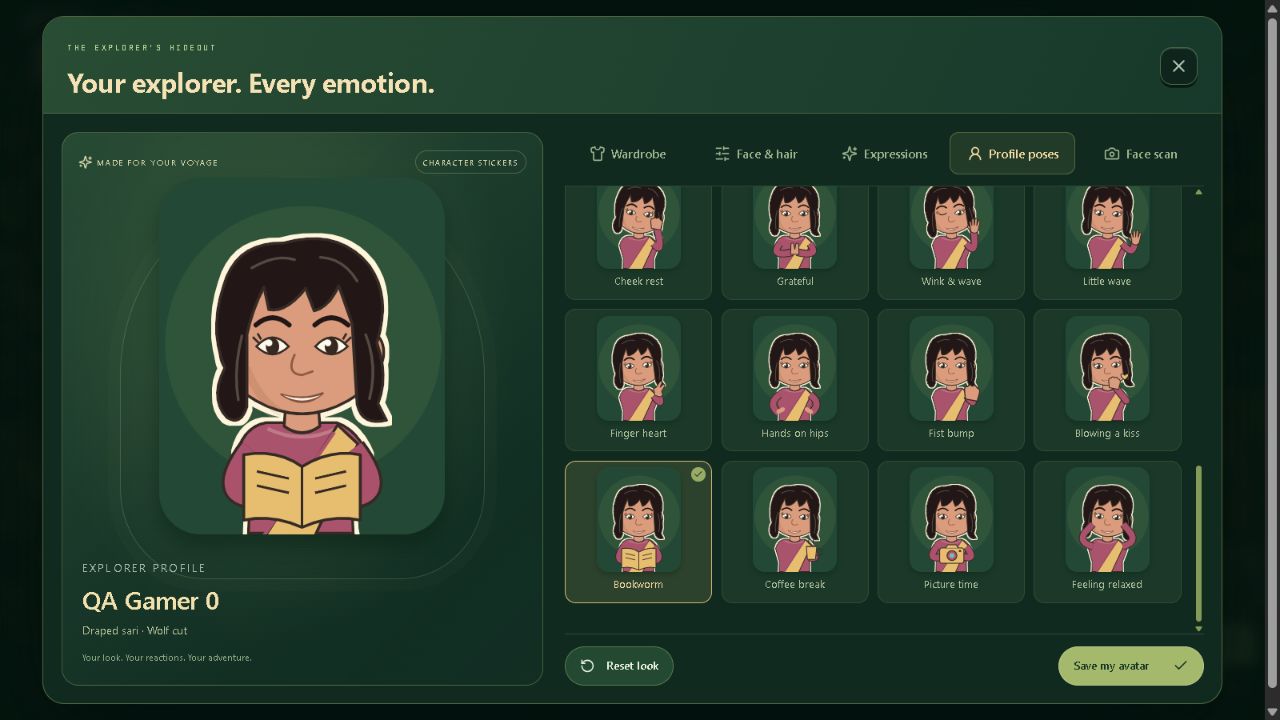 THE EXPLORER'S HIDEOUT
Your explorer. Every emotion.
MADE FOR YOUR VOYAGE
CHARACTER STICKERS
EXPLORER PROFILE
QA Gamer 0
Draped sari · Wolf cut
Your look. Your reactions. Your adventure.
Wardrobe
Face & hair
Expressions
Profile poses
Face scan
Cheek rest
Grateful
Wink & wave
Little wave
Finger heart
Hands on hips
Fist bump
Blowing a kiss
Bookworm
Coffee break
Picture time
Feeling relaxed
Reset look
Save my avatar